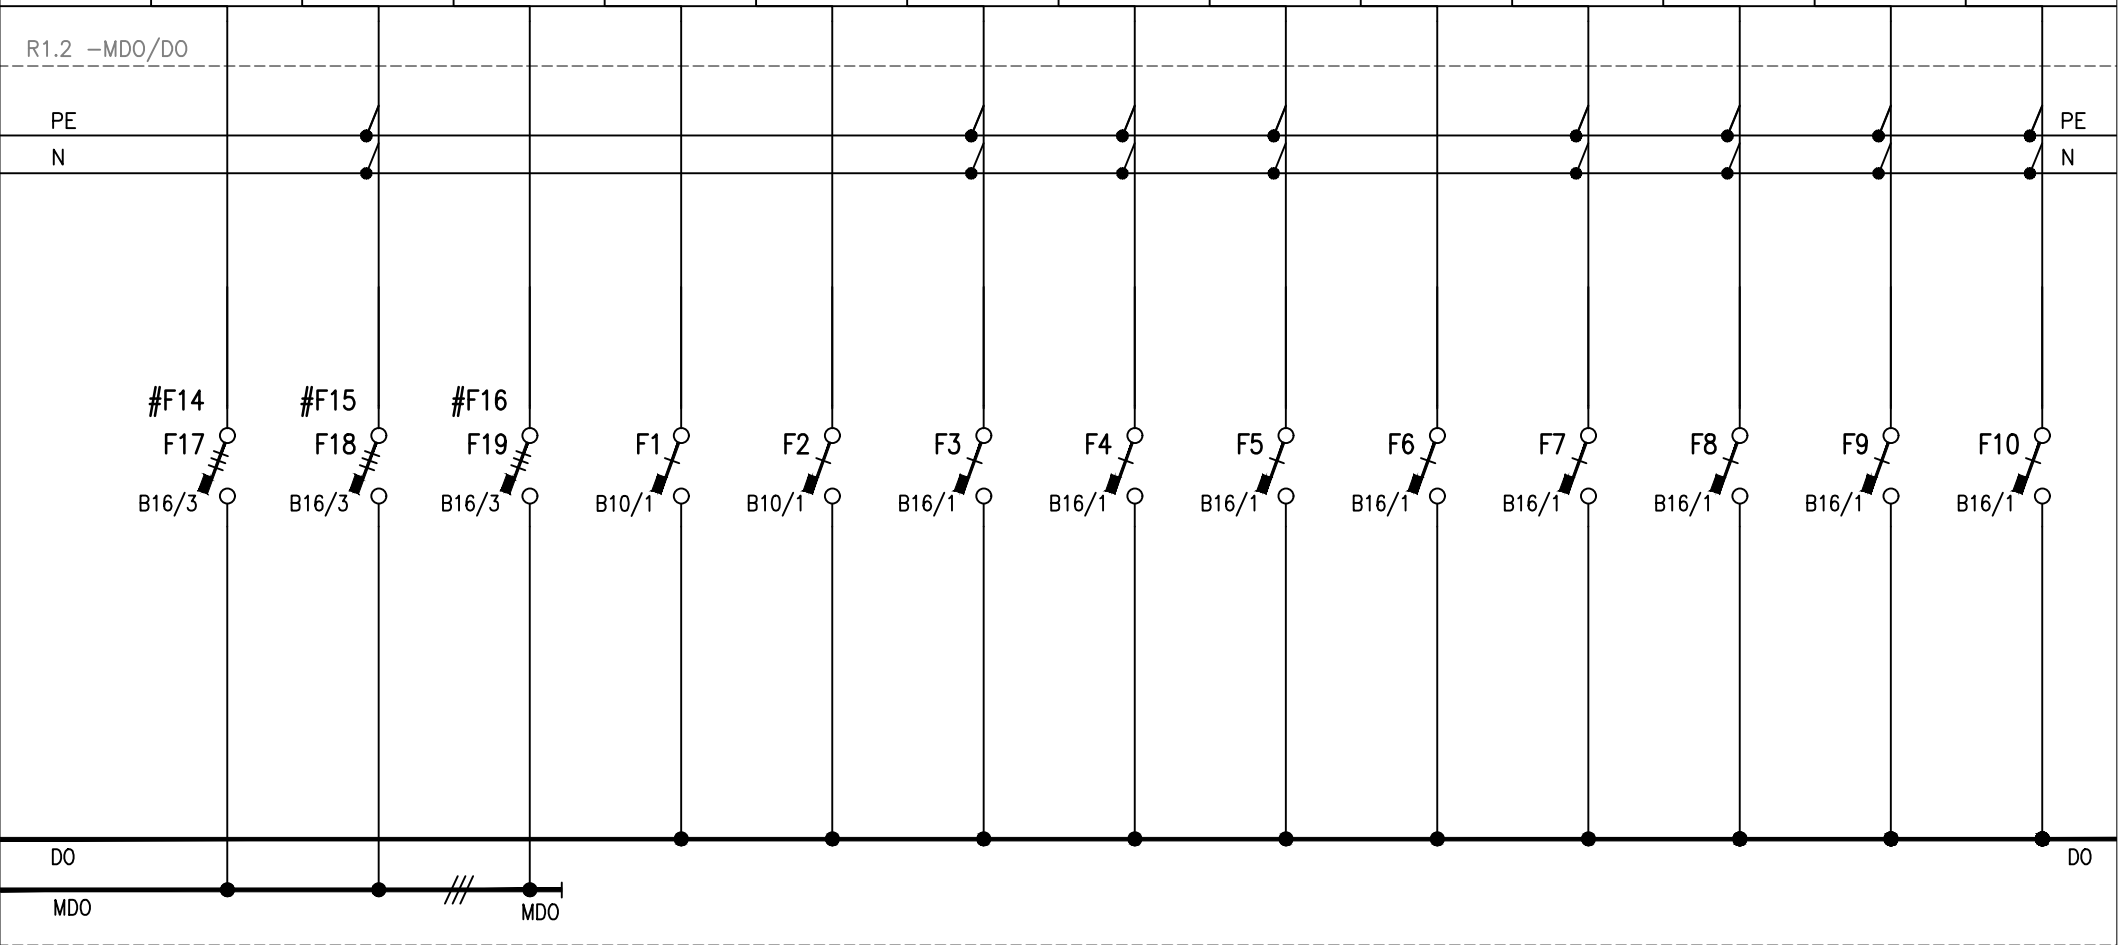 R1.2 -MDO/DO
PE PE
N N
#F14 #F15 #F16
F17 F18 F19 F1 F2 F3 F4 F5 F6 F7 F8 F9 F10
B16/3 B16/3 B16/3 B10/1 B10/1 B16/1 B16/1 B16/1 B16/1 B16/1 B16/1 B16/1 B16/1
DO DO
MDO MDO